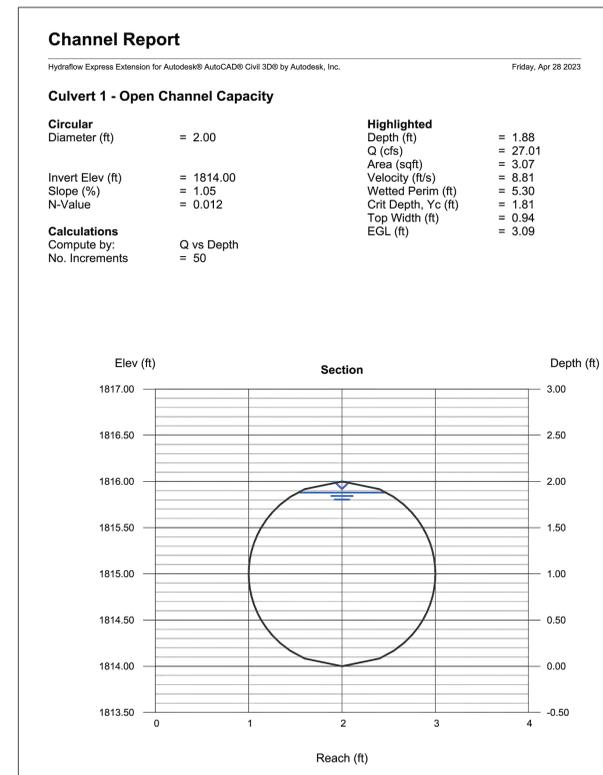 Channel Report
Hydraflow Express Extension for Autodesk® AutoCAD® Civil 3D® by Autodesk, Inc. Friday, Apr 28 2023
Culvert 1 - Open Channel Capacity
Circular
Diameter (ft) = 2.00
Invert Elev (ft) = 1814.00
Slope (%) = 1.05
N-Value = 0.012
Calculations
Compute by: Q vs Depth
No. Increments = 50
Highlighted
Depth (ft) = 1.88
Q (cfs) = 27.01
Area (sqft) = 3.07
Velocity (ft/s) = 8.81
Wetted Perim (ft) = 5.30
Crit Depth, Yc (ft) = 1.81
Top Width (ft) = 0.94
EGL (ft) = 3.09
Elev (ft) Section Depth (ft)
1817.00 3.00
1816.50 2.50
1816.00 2.00
1815.50 1.50
1815.00 1.00
1814.50 0.50
1814.00 0.00
1813.50 -0.50
0 1 2 3 4
Reach (ft)